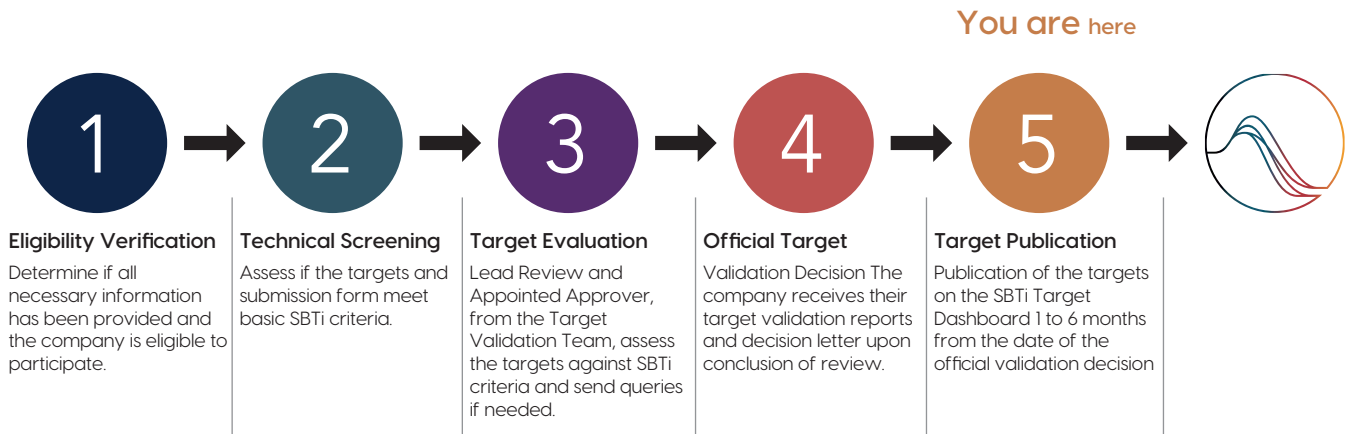 You are here
1
2
3
4
5
Eligibility Verification
Determine if all
necessary information
has been provided and
the company is eligible to
participate.
Technical Screening
Assess if the targets and
submission form meet
basic SBTi criteria.
Target Evaluation
Lead Review and
Appointed Approver,
from the Target
Validation Team, assess
the targets against SBTi
criteria and send queries
if needed.
Official Target
Validation Decision The
company receives their
target validation reports
and decision letter upon
conclusion of review.
Target Publication
Publication of the targets
on the SBTi Target
Dashboard 1 to 6 months
from the date of the
official validation decision